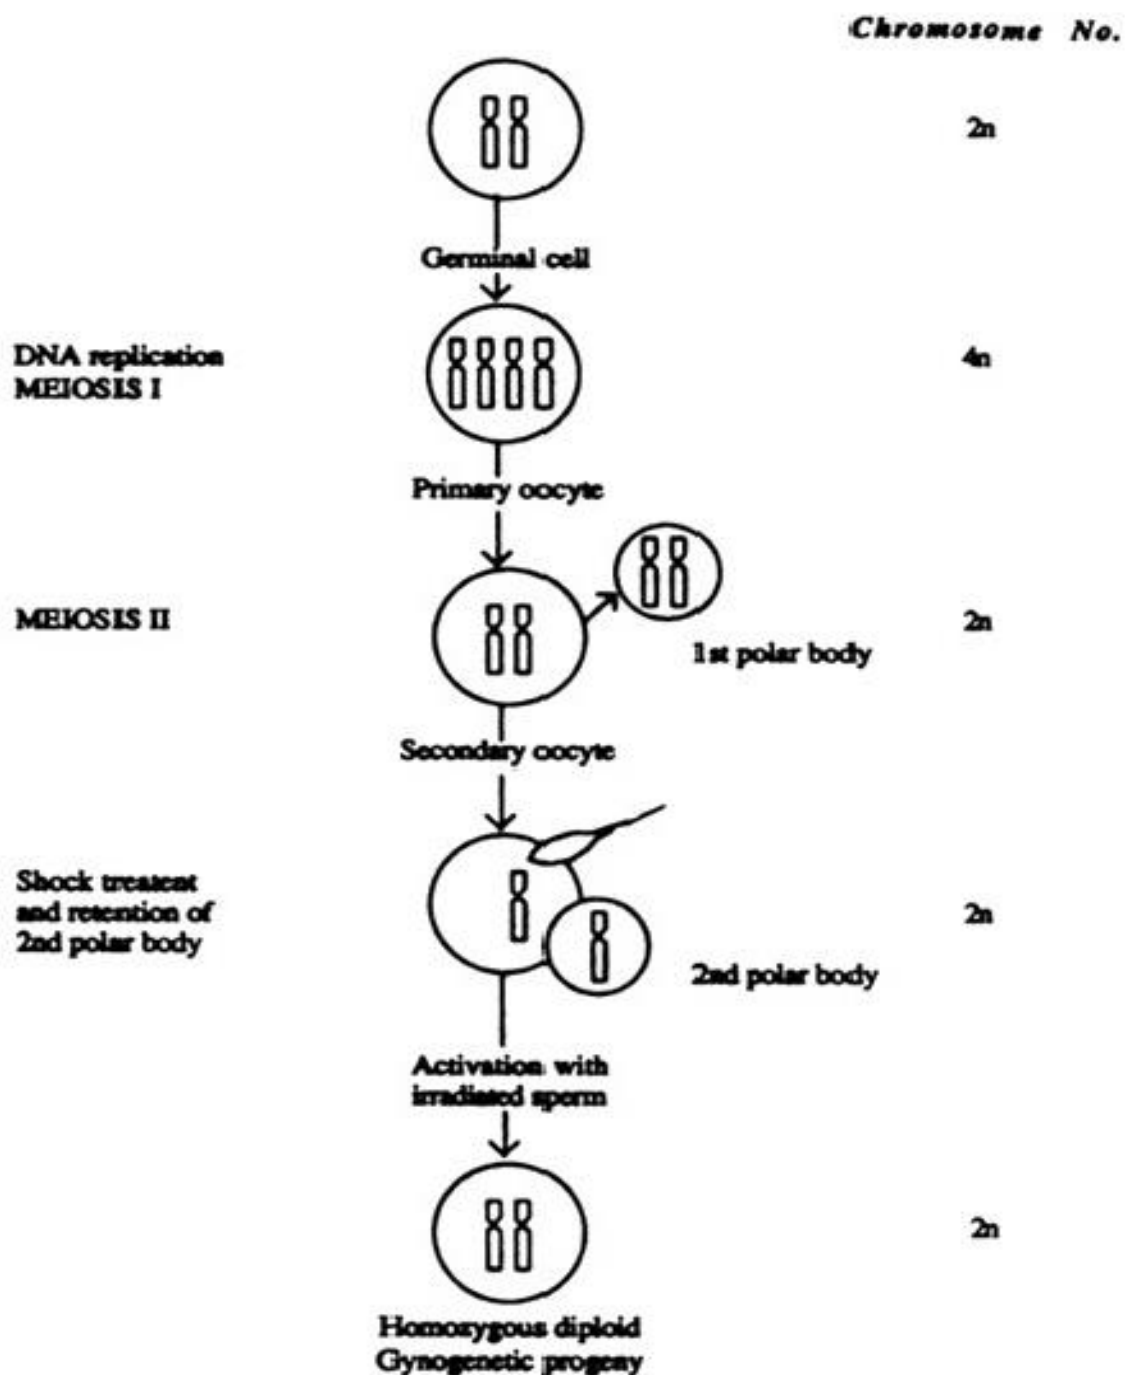 Chromosome No.
2n
Germinal cell
DNA replication
MEIOSIS I
4n
Primary oocyte
MEIOSIS II
2n
1st polar body
Secondary oocyte
Shock treatent
and retention of
2nd polar body
2n
2nd polar body
Activation with
irradiated sperm
2n
Homozygous diploid
Gynogenetic progeny